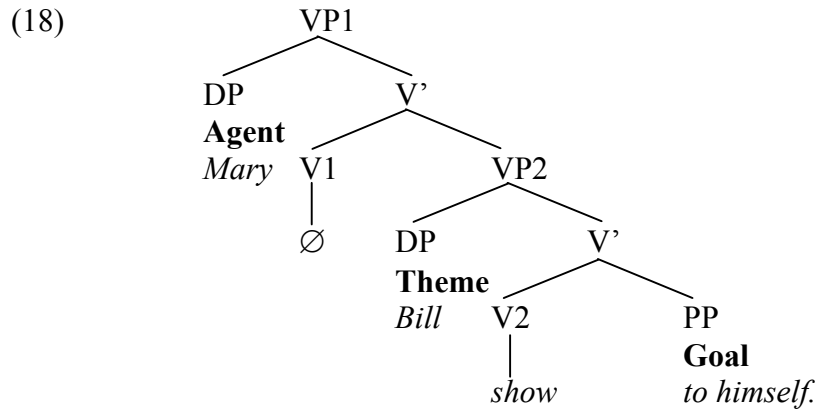 (18) VP1
DP V’
Agent
Mary V1 VP2
∅ DP V’
Theme
Bill V2 PP
Goal
show to himself.